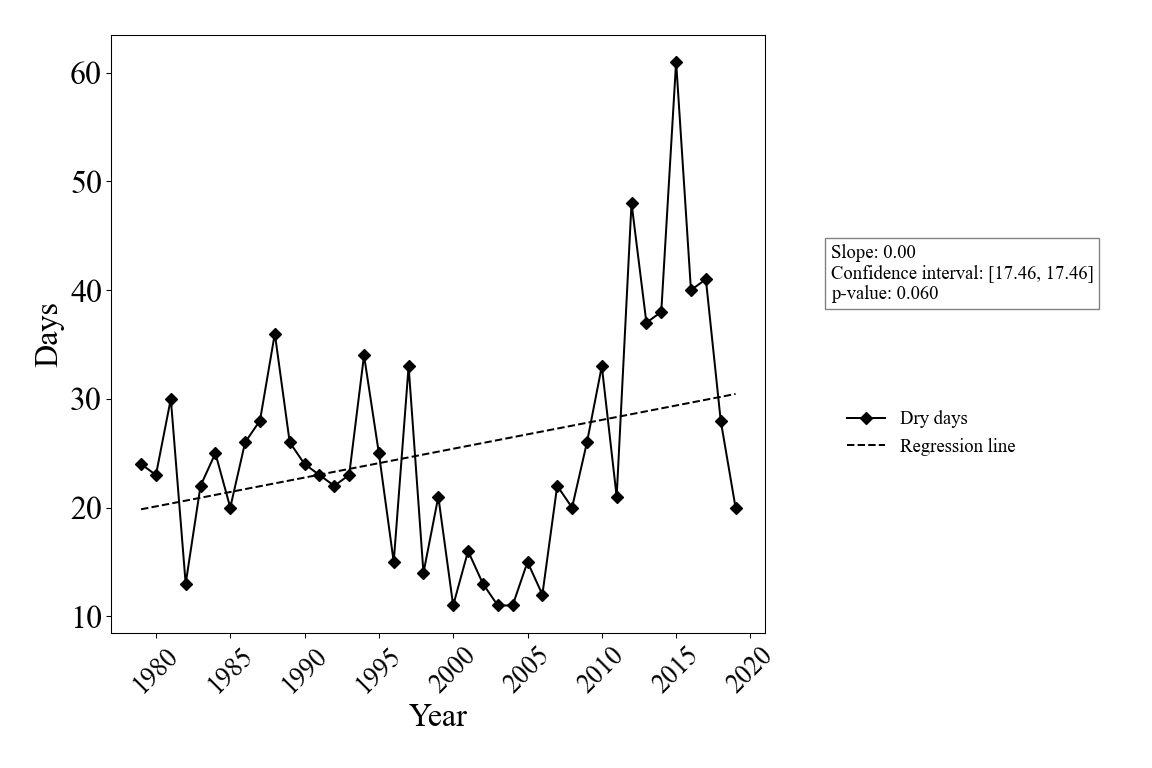 60
50
40
30
20
10
Days
1980
1985
1990
1995
2000
2005
2010
2015
2020
Year
Slope: 0.00
Confidence interval: [17.46, 17.46]
p-value: 0.060
Dry days
Regression line